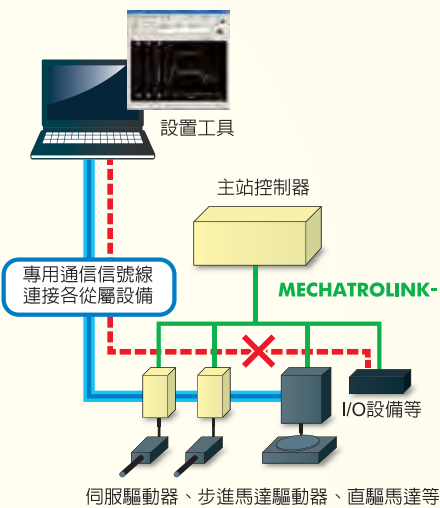 設置工具
主站控制器
專用通信信號線
連接各從屬設備
MECHATROLINK-
I/O設備等
伺服驅動器、步進馬達驅動器、直驅馬達等